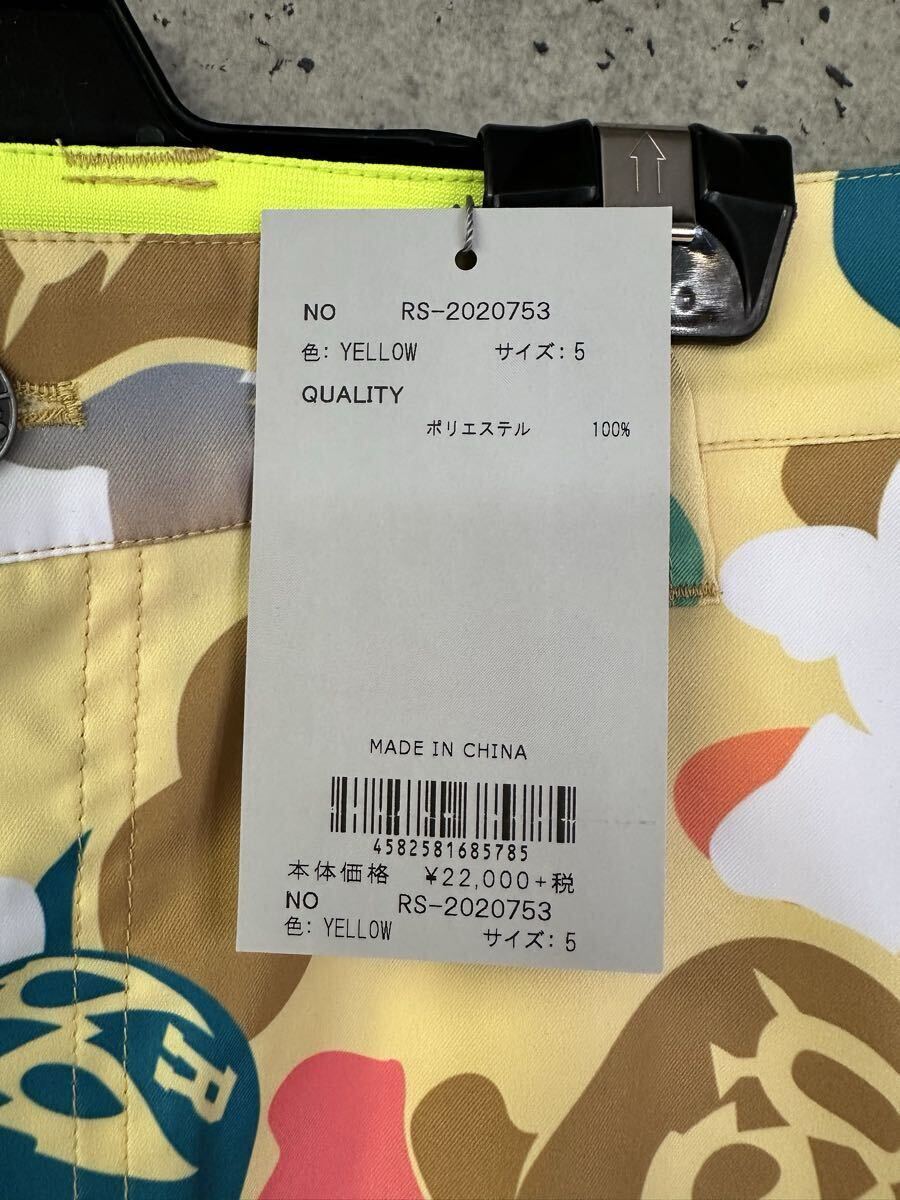 NO RS-2020753
色: YELLOW サイズ: 5
QUALITY
ポリエステル 100%
MADE IN CHINA
4582581685785
本体価格 ¥22,000+税
NO RS-2020753
色: YELLOW サイズ: 5
R